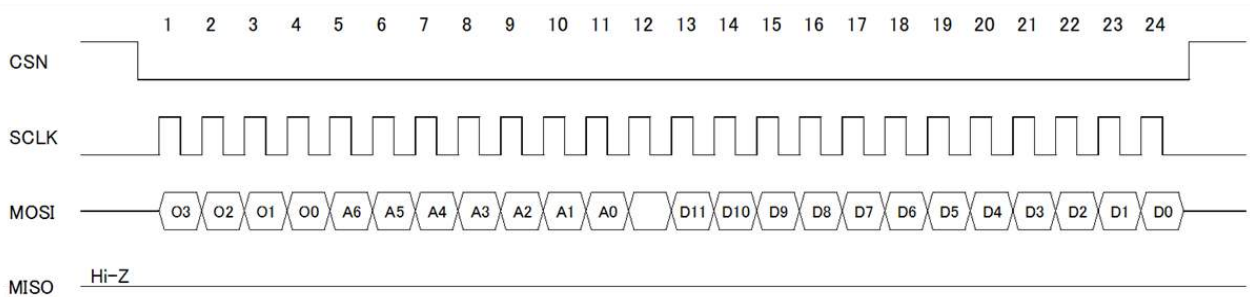 1 2 3 4 5 6 7 8 9 10 11 12 13 14 15 16 17 18 19 20 21 22 23 24
CSN
SCLK
MOSI O3 O2 O1 O0 A6 A5 A4 A3 A2 A1 A0 D11 D10 D9 D8 D7 D6 D5 D4 D3 D2 D1 D0
Hi-Z
MISO